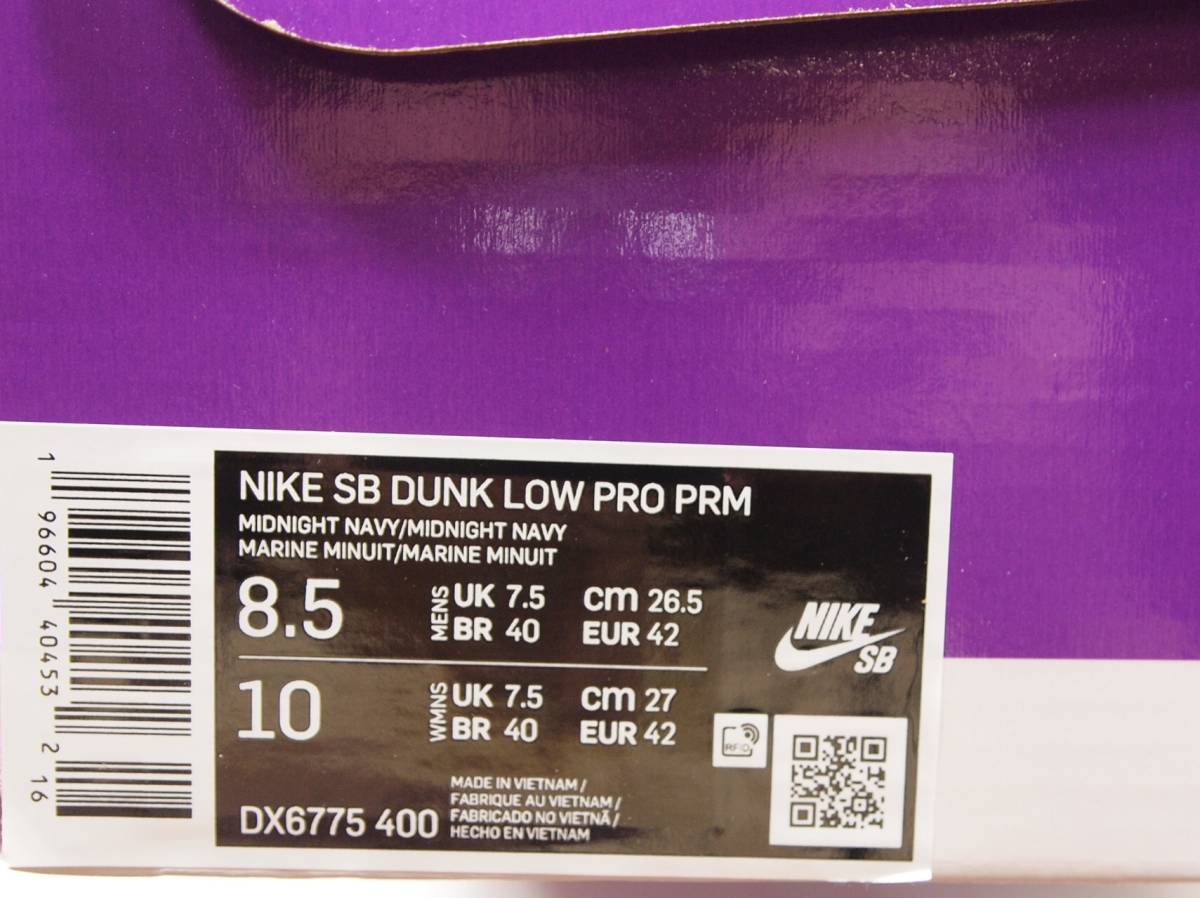 1 96604 40453 2 16
NIKE SB DUNK LOW PRO PRM
MIDNIGHT NAVY/MIDNIGHT NAVY
MARINE MINUIT/MARINE MINUIT
8.5 MENS UK 7.5 cm 26.5
BR 40 EUR 42
10 WMNS UK 7.5 cm 27
BR 40 EUR 42
NIKE
SB
RFID
DX6775 400
MADE IN VIETNAM /
FABRIQUE AU VIETNAM /
FABRICADO NO VIETNÃ /
HECHO EN VIETNAM